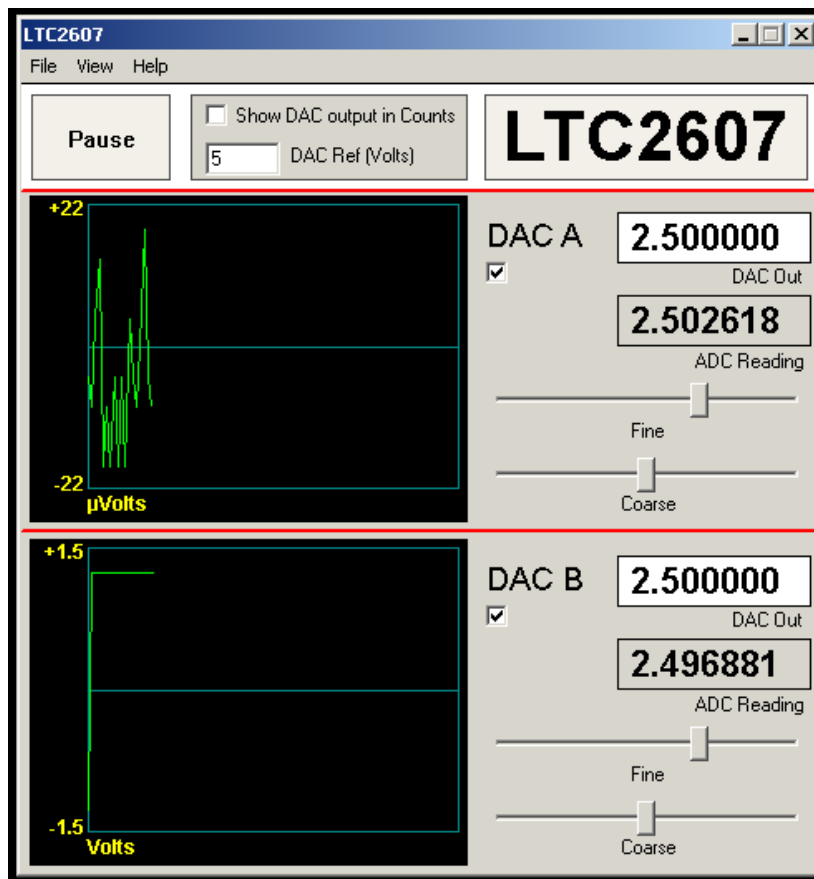 LTC2607
File View Help
Pause
Show DAC output in Counts
5 DAC Ref (Volts)
LTC2607
+22
-22
µVolts
DAC A
2.500000
DAC Out
2.502618
ADC Reading
Fine
Coarse
+1.5
-1.5
Volts
DAC B
2.500000
DAC Out
2.496881
ADC Reading
Fine
Coarse